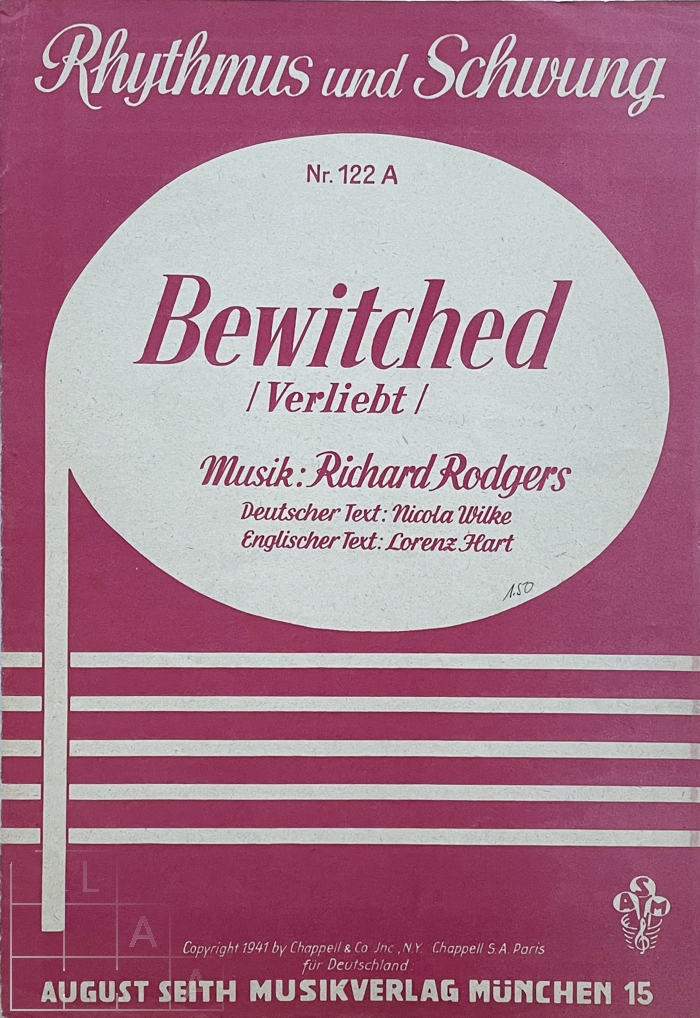 Rhythmus und Schwung
Nr. 122 A
Bewitched
/ Verliebt /
Musik: Richard Rodgers
Deutscher Text: Nicola Wilke
Englischer Text: Lorenz Hart
1.50
A S M
Copyright 1941 by Chappell & Co Jnc., N.Y. Chappell S.A. Paris
für Deutschland:
AUGUST SEITH MUSIKVERLAG MÜNCHEN 15
L
A
A